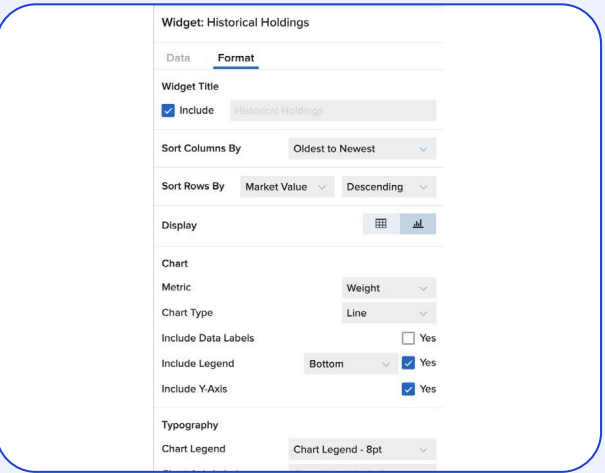 Widget: Historical Holdings
Data Format
Widget Title
Include Historical Holdings
Sort Columns By Oldest to Newest
Sort Rows By Market Value Descending
Display
Chart
Metric Weight
Chart Type Line
Include Data Labels Yes
Include Legend Bottom Yes
Include Y-Axis Yes
Typography
Chart Legend Chart Legend - 8pt